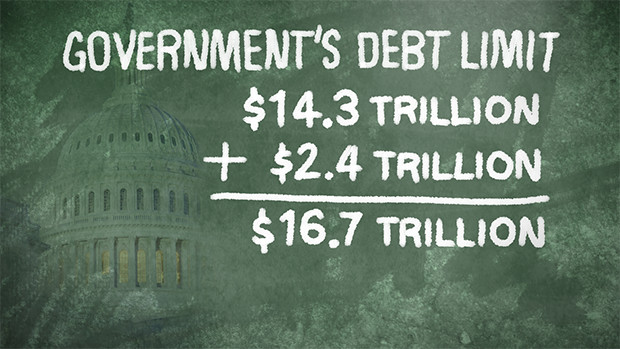 GOVERNMENT'S DEBT LIMIT
$14.3 TRILLION
+ $2.4 TRILLION
$16.7 TRILLION